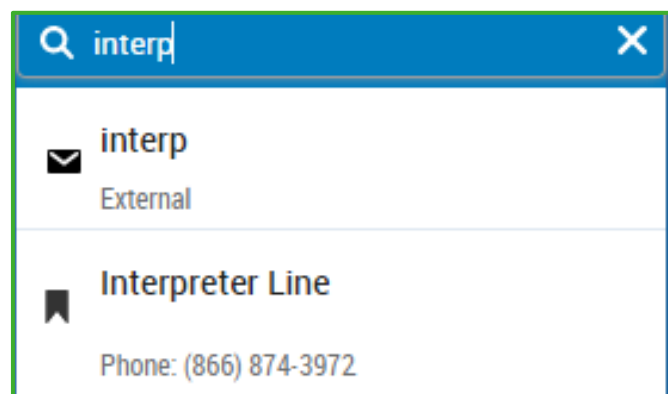 interp
interp
External
Interpreter Line
Phone: (866) 874-3972